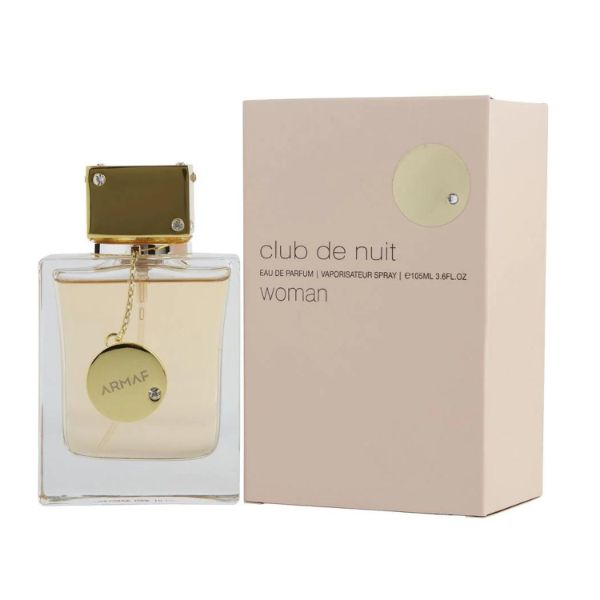 ARMAF
club de nuit
EAU DE PARFUM | VAPORISATEUR SPRAY | ℮105ML 3.6FL.OZ
woman